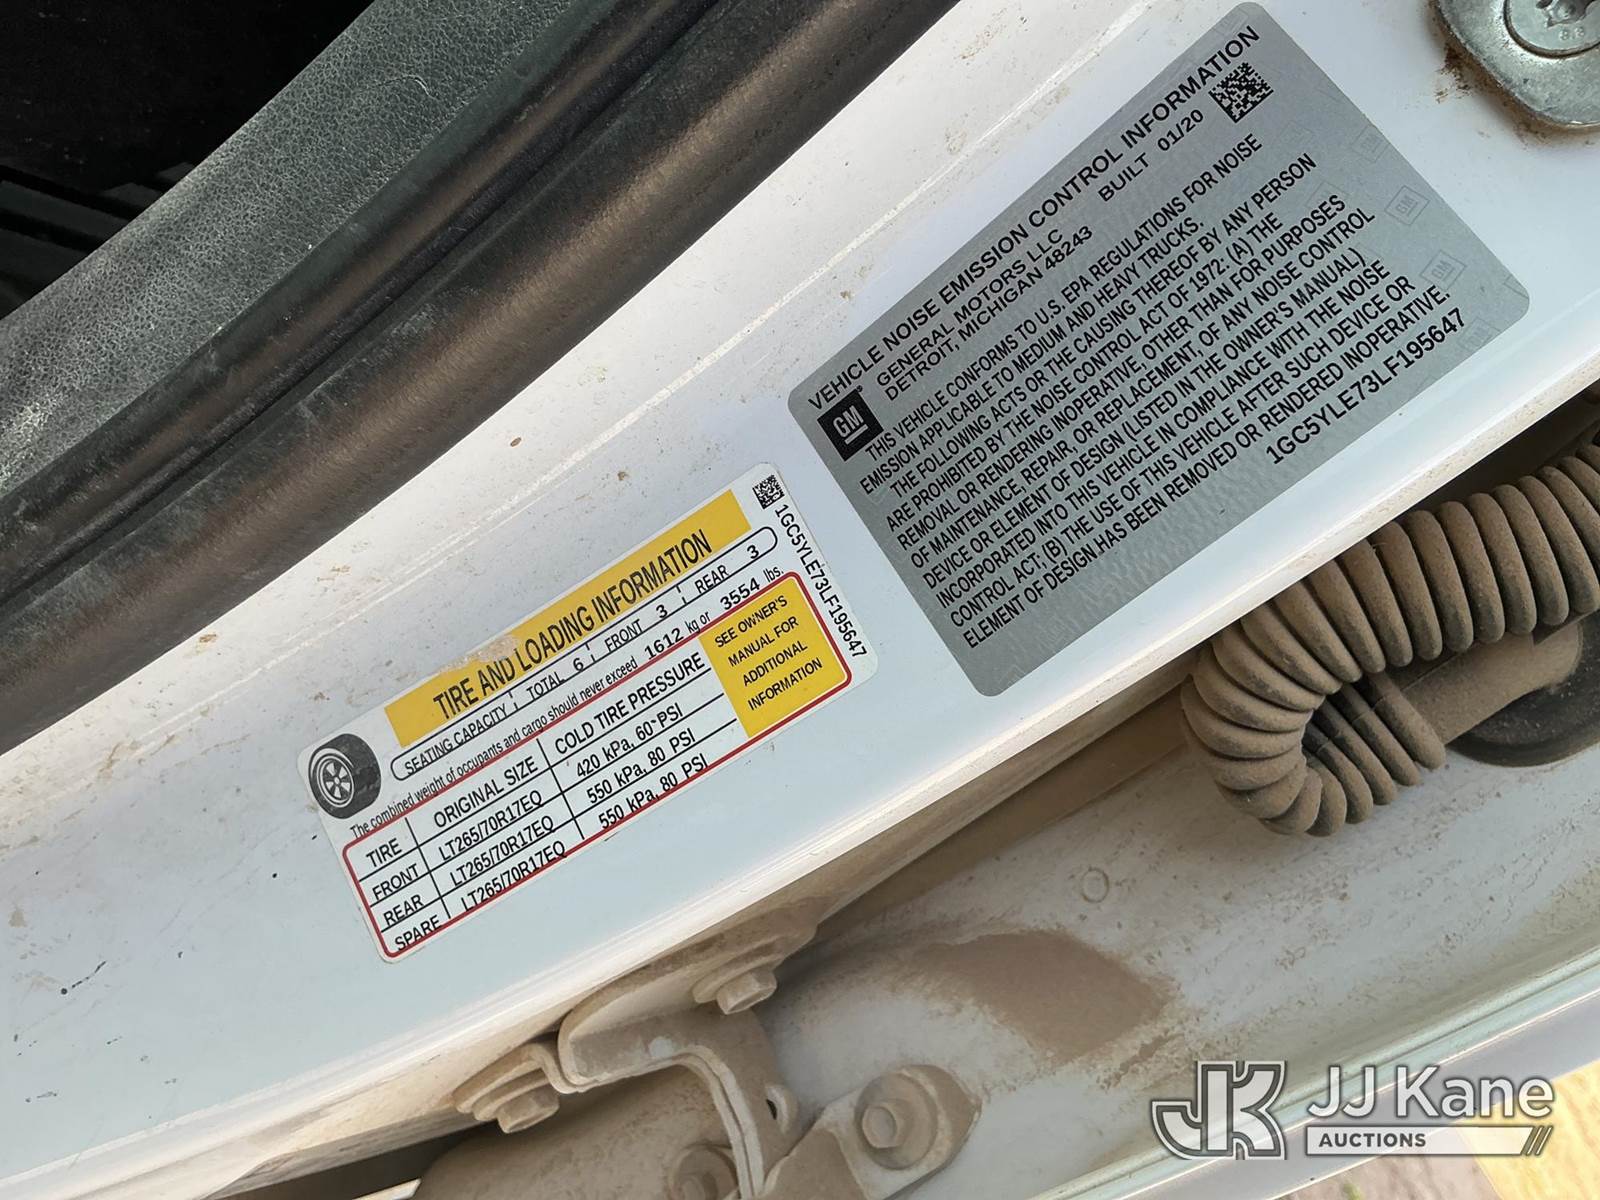 VEHICLE NOISE EMISSION CONTROL INFORMATION
GM
GENERAL MOTORS LLC
DETROIT, MICHIGAN 48243
BUILT 01/20
THIS VEHICLE CONFORMS TO U.S. EPA REGULATIONS FOR NOISE
EMISSION APPLICABLE TO MEDIUM AND HEAVY TRUCKS.
THE FOLLOWING ACTS OR THE CAUSING THEREOF BY ANY PERSON
ARE PROHIBITED BY THE NOISE CONTROL ACT OF 1972: (A) THE
REMOVAL OR RENDERING INOPERATIVE, OTHER THAN FOR PURPOSES
OF MAINTENANCE, REPAIR, OR REPLACEMENT, OF ANY NOISE CONTROL
DEVICE OR ELEMENT OF DESIGN (LISTED IN THE OWNER'S MANUAL)
INCORPORATED INTO THIS VEHICLE IN COMPLIANCE WITH THE NOISE
CONTROL ACT; (B) THE USE OF THIS VEHICLE AFTER SUCH DEVICE OR
ELEMENT OF DESIGN HAS BEEN REMOVED OR RENDERED INOPERATIVE.
1GC5YLE73LF195647
TIRE AND LOADING INFORMATION
SEATING CAPACITY TOTAL 6 FRONT 3 REAR 3
The combined weight of occupants and cargo should never exceed 1612 kg or 3554 lbs.
TIRE ORIGINAL SIZE COLD TIRE PRESSURE
FRONT LT265/70R17EQ 420 kPa, 60 PSI
REAR LT265/70R17EQ 550 kPa, 80 PSI
SPARE LT265/70R17EQ 550 kPa, 80 PSI
SEE OWNER'S
MANUAL FOR
ADDITIONAL
INFORMATION
1GC5YLE73LF195647
JK JJ Kane
AUCTIONS